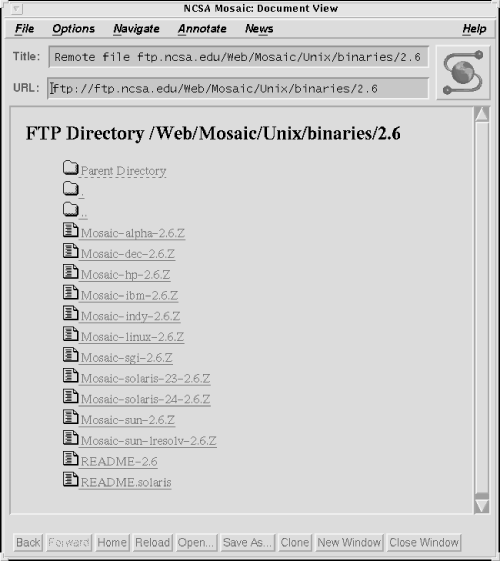 NCSA Mosaic: Document View
File Options Navigate Annotate News Help
Title: Remote file ftp.ncsa.edu/Web/Mosaic/Unix/binaries/2.6
URL: ftp://ftp.ncsa.edu/Web/Mosaic/Unix/binaries/2.6
FTP Directory /Web/Mosaic/Unix/binaries/2.6
Parent Directory
.
..
Mosaic-alpha-2.6.Z
Mosaic-dec-2.6.Z
Mosaic-hp-2.6.Z
Mosaic-ibm-2.6.Z
Mosaic-indy-2.6.Z
Mosaic-linux-2.6.Z
Mosaic-sgi-2.6.Z
Mosaic-solaris-23-2.6.Z
Mosaic-solaris-24-2.6.Z
Mosaic-sun-2.6.Z
Mosaic-sun-lresolv-2.6.Z
README-2.6
README.solaris
Back Forward Home Reload Open... Save As... Clone New Window Close Window